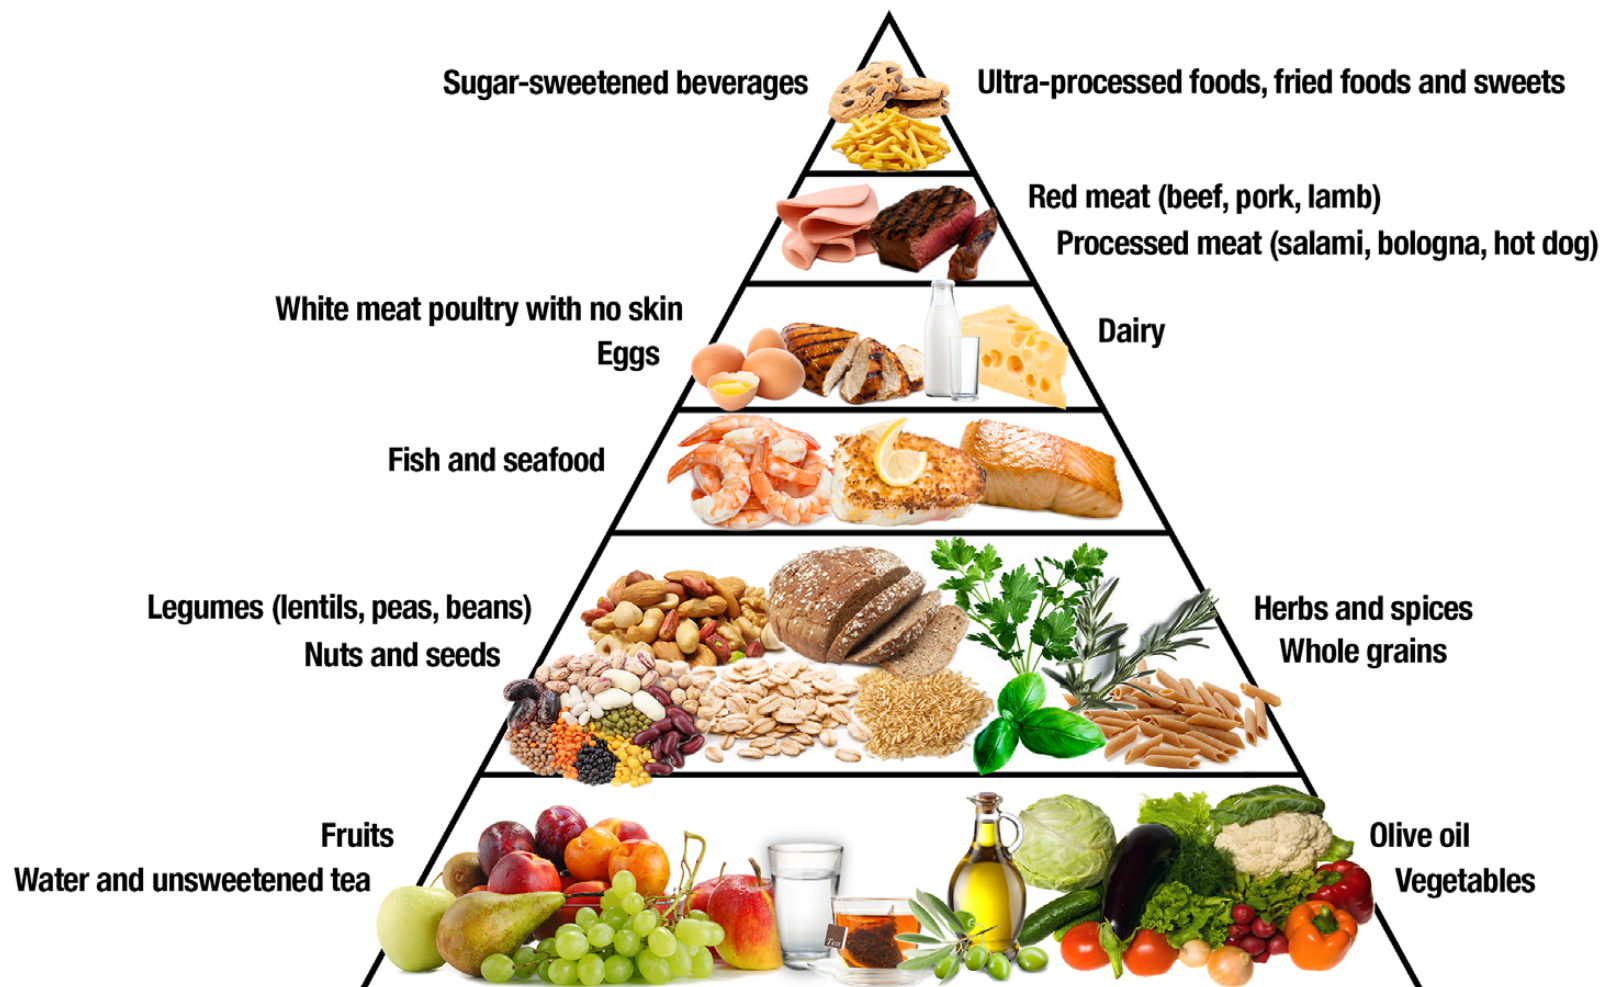 Sugar-sweetened beverages
Ultra-processed foods, fried foods and sweets
Red meat (beef, pork, lamb)
Processed meat (salami, bologna, hot dog)
White meat poultry with no skin
Eggs
Dairy
Fish and seafood
Legumes (lentils, peas, beans)
Nuts and seeds
Herbs and spices
Whole grains
Fruits
Water and unsweetened tea
Olive oil
Vegetables
Tea